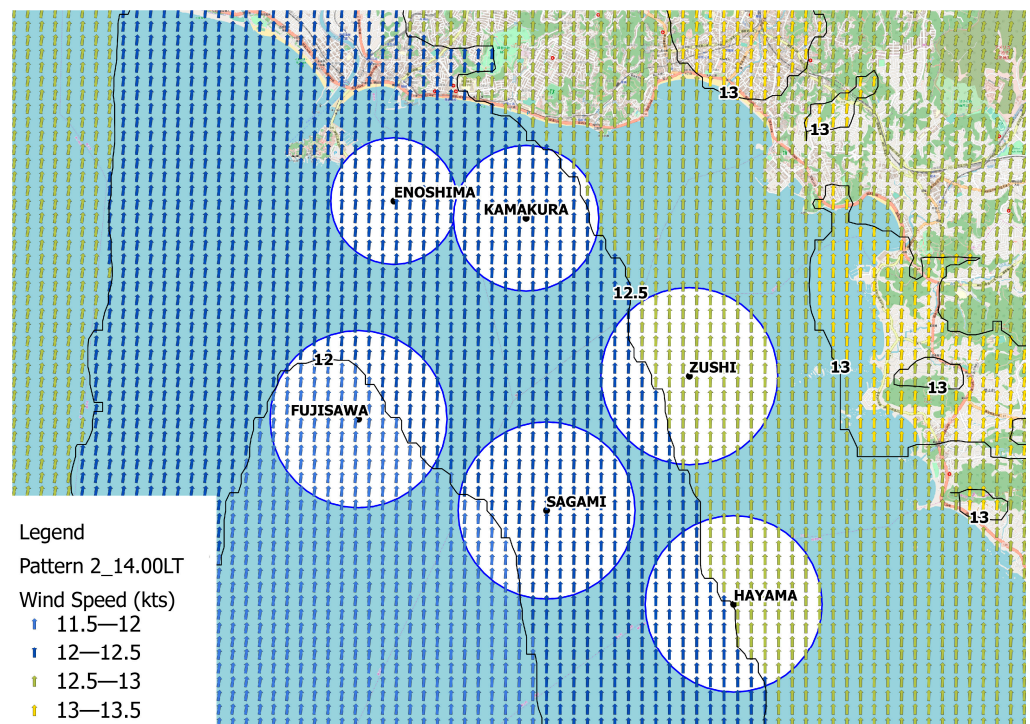 13
13
ENOSHIMA
KAMAKURA
12.5
12
ZUSHI
13
13
FUJISAWA
SAGAMI
13
HAYAMA
Legend
Pattern 2_14.00LT
Wind Speed (kts)
11.5—12
12—12.5
12.5—13
13—13.5